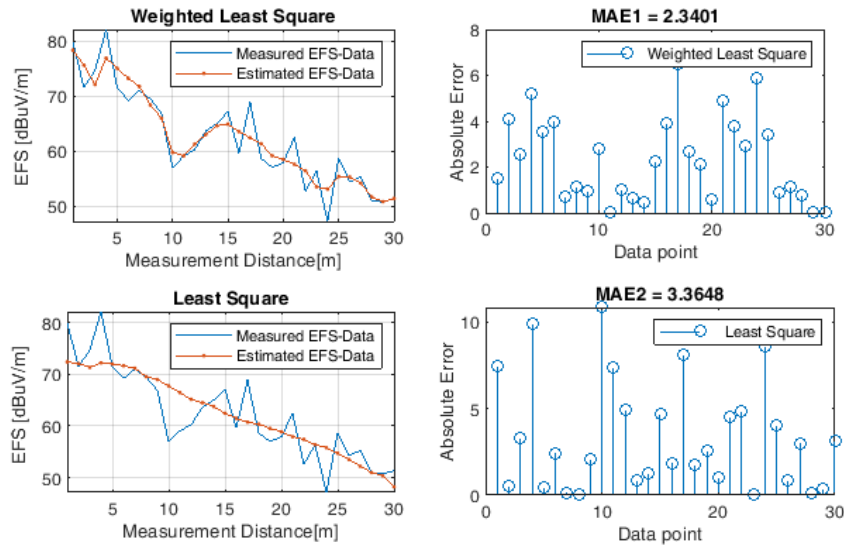 Weighted Least Square
80
70
60
50
EFS [dBuV/m]
Measured EFS-Data
Estimated EFS-Data
5 10 15 20 25 30
Measurement Distance[m]
MAE1 = 2.3401
8
6
4
2
0
Absolute Error
Weighted Least Square
0 10 20 30
Data point
Least Square
80
70
60
50
EFS [dBuV/m]
Measured EFS-Data
Estimated EFS-Data
5 10 15 20 25 30
Measurement Distance[m]
MAE2 = 3.3648
10
5
0
Absolute Error
Least Square
0 10 20 30
Data point